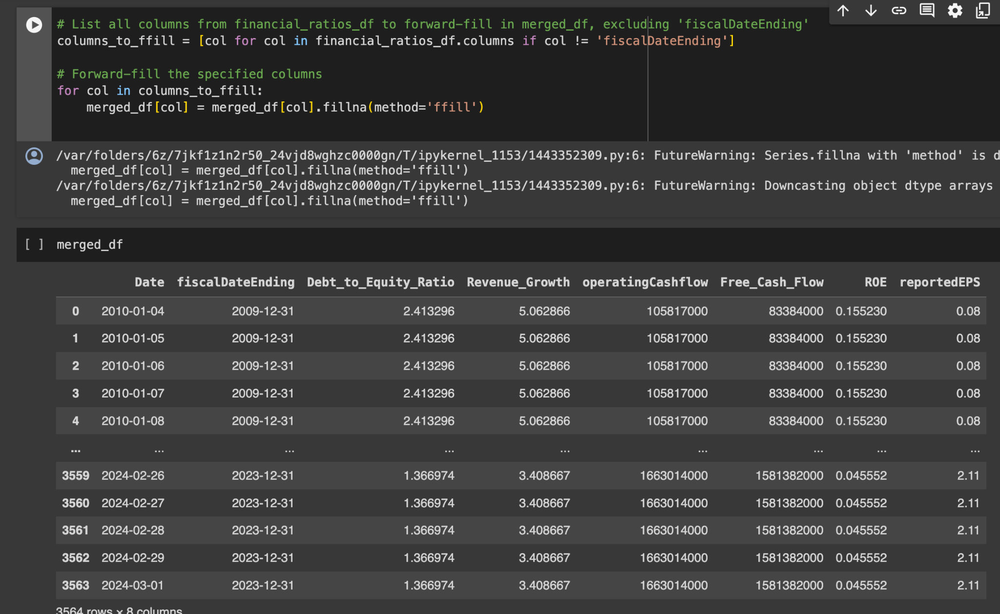 # List all columns from financial_ratios_df to forward-fill in merged_df, excluding 'fiscalDateEnding'
columns_to_ffill = [col for col in financial_ratios_df.columns if col != 'fiscalDateEnding']
# Forward-fill the specified columns
for col in columns_to_ffill:
    merged_df[col] = merged_df[col].fillna(method='ffill')
/var/folders/6z/7jkf1z1n2r50_24vjd8wghzc0000gn/T/ipykernel_1153/1443352309.py:6: FutureWarning: Series.fillna with 'method' is d
  merged_df[col] = merged_df[col].fillna(method='ffill')
/var/folders/6z/7jkf1z1n2r50_24vjd8wghzc0000gn/T/ipykernel_1153/1443352309.py:6: FutureWarning: Downcasting object dtype arrays
  merged_df[col] = merged_df[col].fillna(method='ffill')
[ ] merged_df
Date fiscalDateEnding Debt_to_Equity_Ratio Revenue_Growth operatingCashflow Free_Cash_Flow ROE reportedEPS
0 2010-01-04 2009-12-31 2.413296 5.062866 105817000 83384000 0.155230 0.08
1 2010-01-05 2009-12-31 2.413296 5.062866 105817000 83384000 0.155230 0.08
2 2010-01-06 2009-12-31 2.413296 5.062866 105817000 83384000 0.155230 0.08
3 2010-01-07 2009-12-31 2.413296 5.062866 105817000 83384000 0.155230 0.08
4 2010-01-08 2009-12-31 2.413296 5.062866 105817000 83384000 0.155230 0.08
... ... ... ... ... ... ... ... ...
3559 2024-02-26 2023-12-31 1.366974 3.408667 1663014000 1581382000 0.045552 2.11
3560 2024-02-27 2023-12-31 1.366974 3.408667 1663014000 1581382000 0.045552 2.11
3561 2024-02-28 2023-12-31 1.366974 3.408667 1663014000 1581382000 0.045552 2.11
3562 2024-02-29 2023-12-31 1.366974 3.408667 1663014000 1581382000 0.045552 2.11
3563 2024-03-01 2023-12-31 1.366974 3.408667 1663014000 1581382000 0.045552 2.11
3564 rows × 8 columns